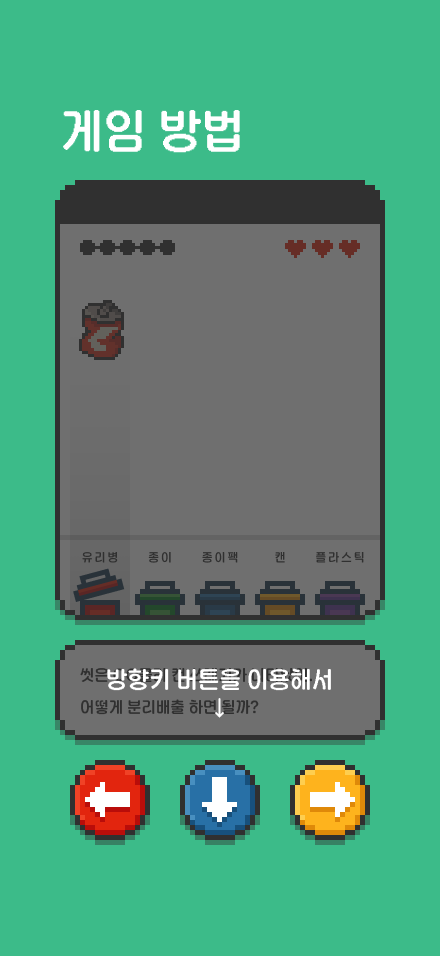 게임 방법
유리병 종이 종이팩 캔 플라스틱
방향키 버튼을 이용해서
↓
씻은
어떻게 분리배출 하면 될까?